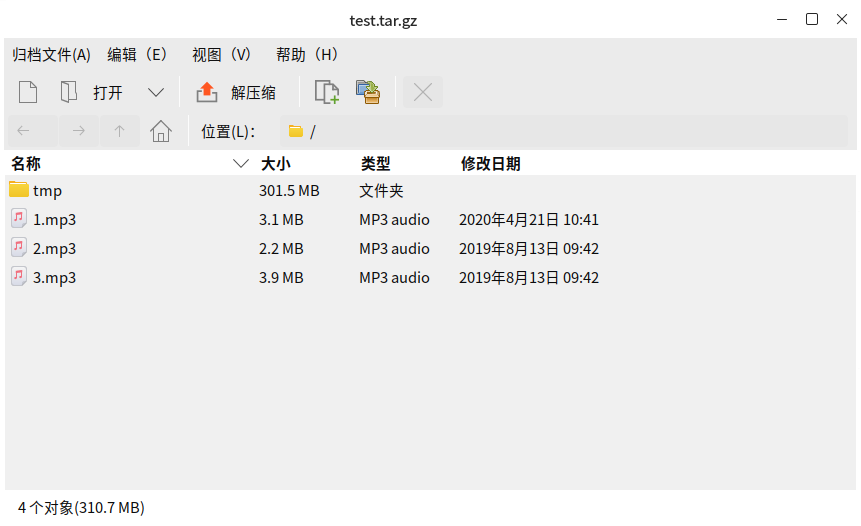 test.tar.gz
归档文件(A) 编辑（E） 视图（V） 帮助（H）
打开 解压缩
位置(L)： /
名称 大小 类型 修改日期
tmp 301.5 MB 文件夹
1.mp3 3.1 MB MP3 audio 2020年4月21日 10:41
2.mp3 2.2 MB MP3 audio 2019年8月13日 09:42
3.mp3 3.9 MB MP3 audio 2019年8月13日 09:42
4 个对象(310.7 MB)